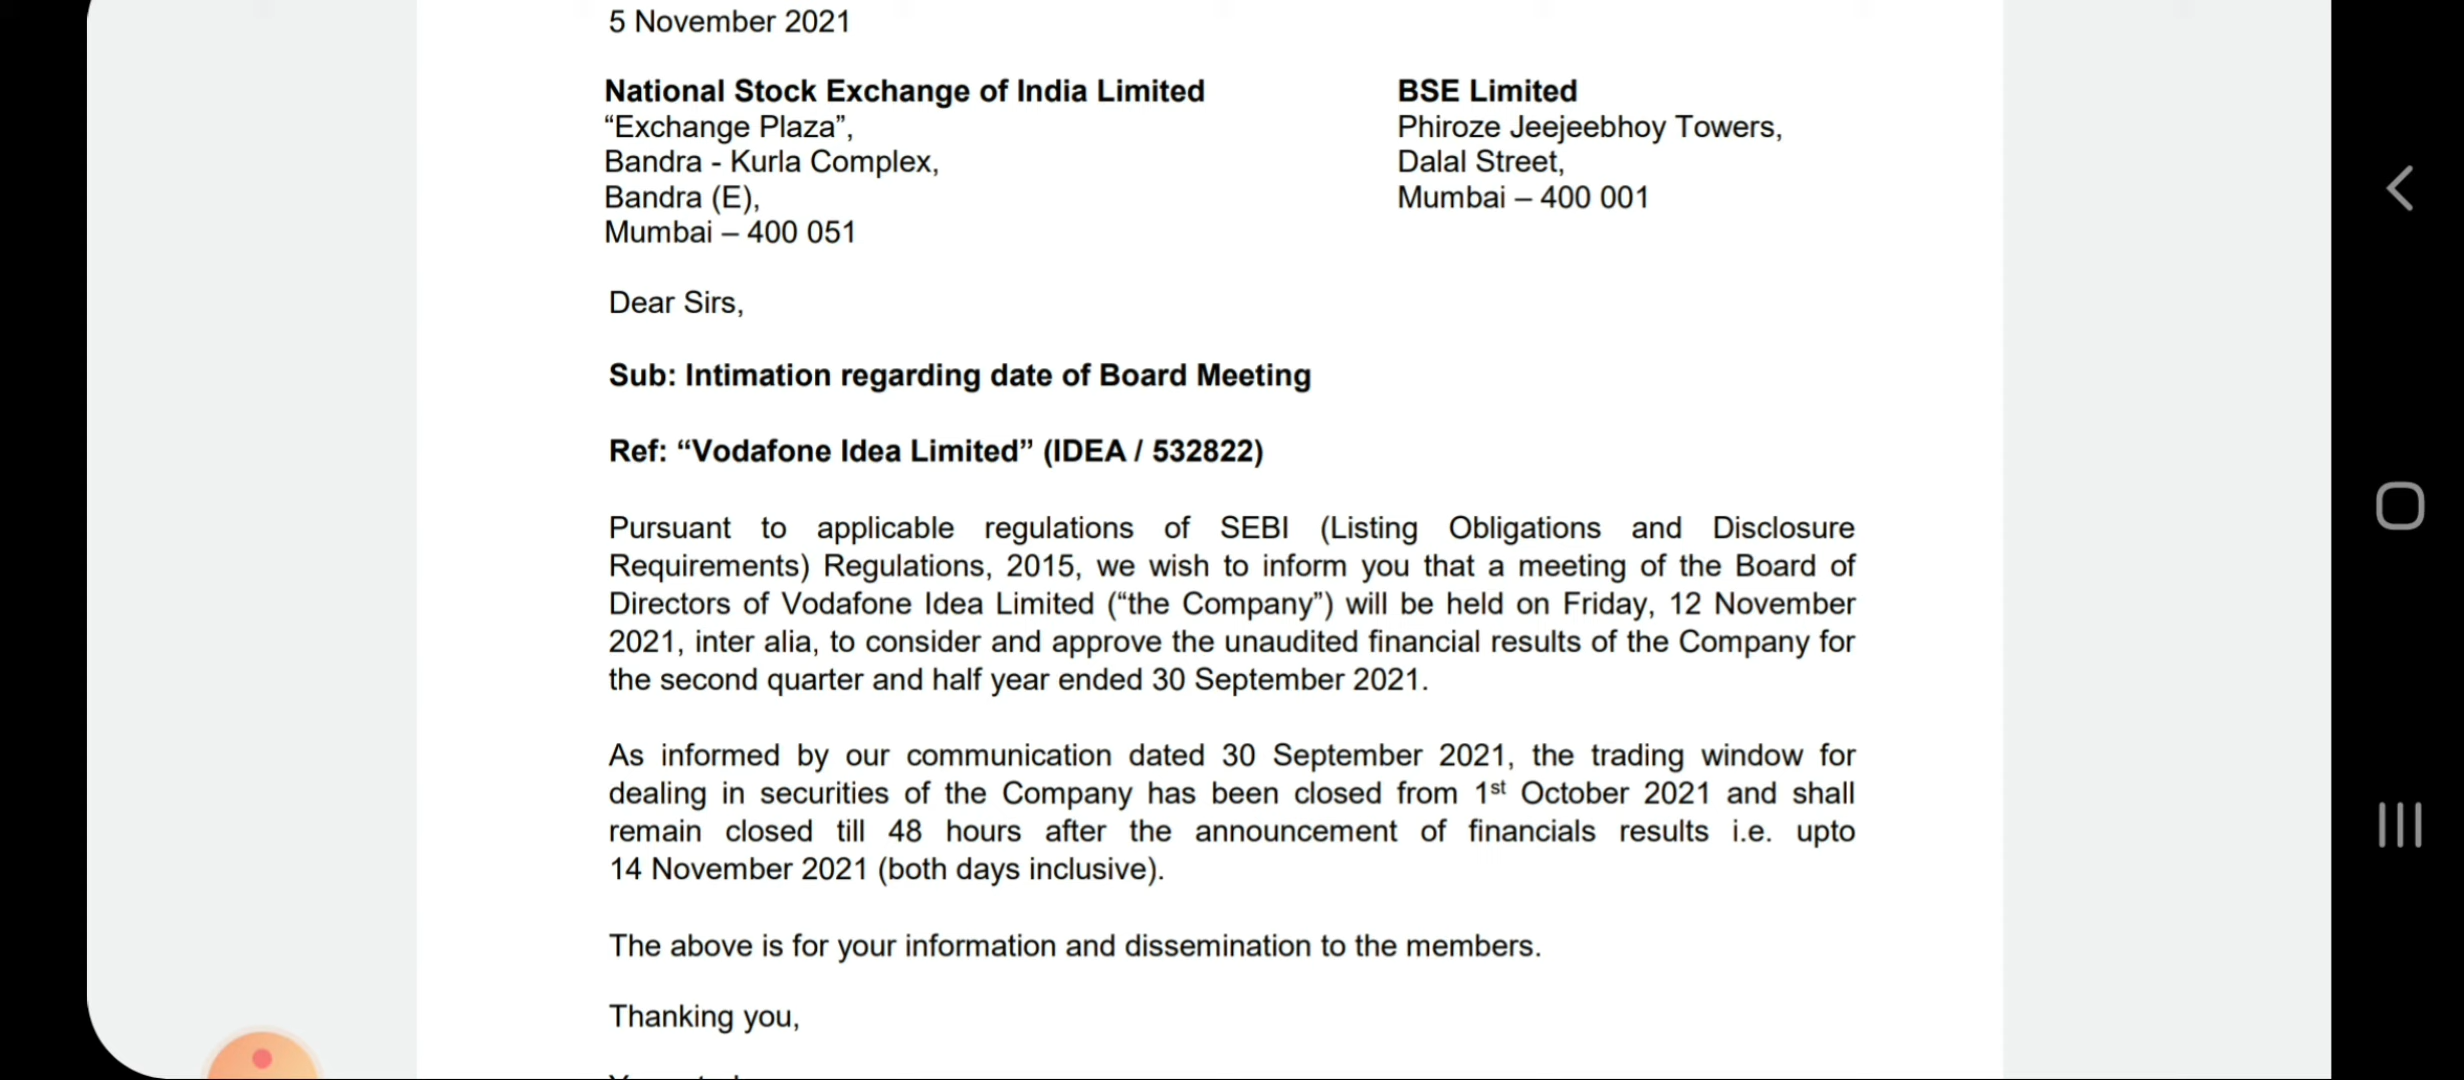 5 November 2021
National Stock Exchange of India Limited
“Exchange Plaza”,
Bandra - Kurla Complex,
Bandra (E),
Mumbai – 400 051
BSE Limited
Phiroze Jeejeebhoy Towers,
Dalal Street,
Mumbai – 400 001
Dear Sirs,
Sub: Intimation regarding date of Board Meeting
Ref: “Vodafone Idea Limited” (IDEA / 532822)
Pursuant to applicable regulations of SEBI (Listing Obligations and Disclosure
Requirements) Regulations, 2015, we wish to inform you that a meeting of the Board of
Directors of Vodafone Idea Limited (“the Company”) will be held on Friday, 12 November
2021, inter alia, to consider and approve the unaudited financial results of the Company for
the second quarter and half year ended 30 September 2021.
As informed by our communication dated 30 September 2021, the trading window for
dealing in securities of the Company has been closed from 1st October 2021 and shall
remain closed till 48 hours after the announcement of financials results i.e. upto
14 November 2021 (both days inclusive).
The above is for your information and dissemination to the members.
Thanking you,